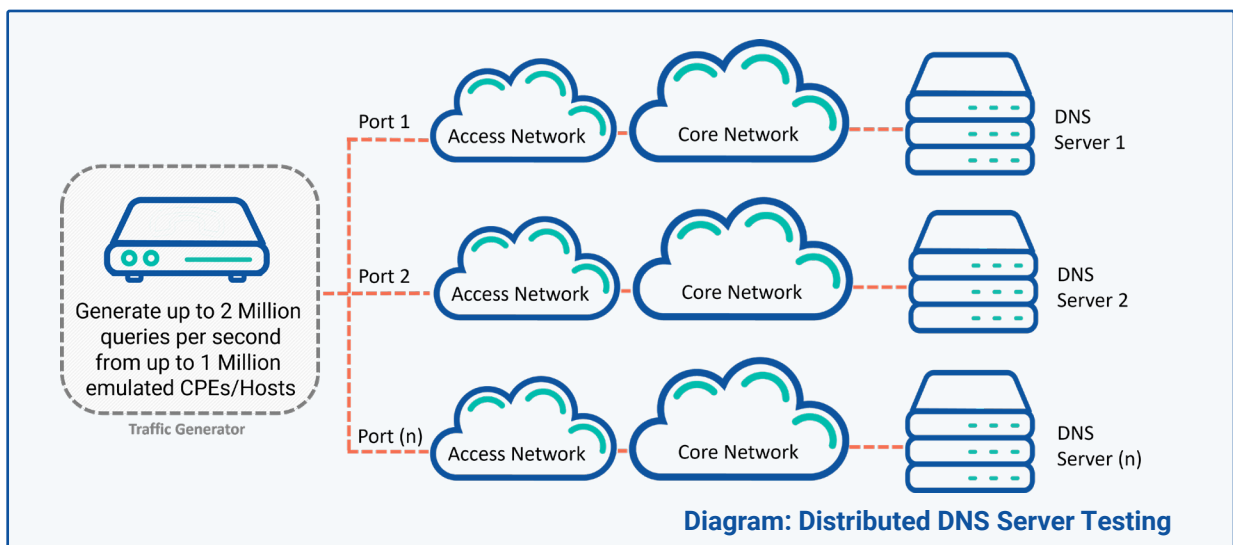 Port 1
Access Network
Core Network
DNS
Server 1
Generate up to 2 Million
queries per second
from up to 1 Million
emulated CPEs/Hosts
Traffic Generator
Port 2
Access Network
Core Network
DNS
Server 2
Port (n)
Access Network
Core Network
DNS
Server (n)
Diagram: Distributed DNS Server Testing